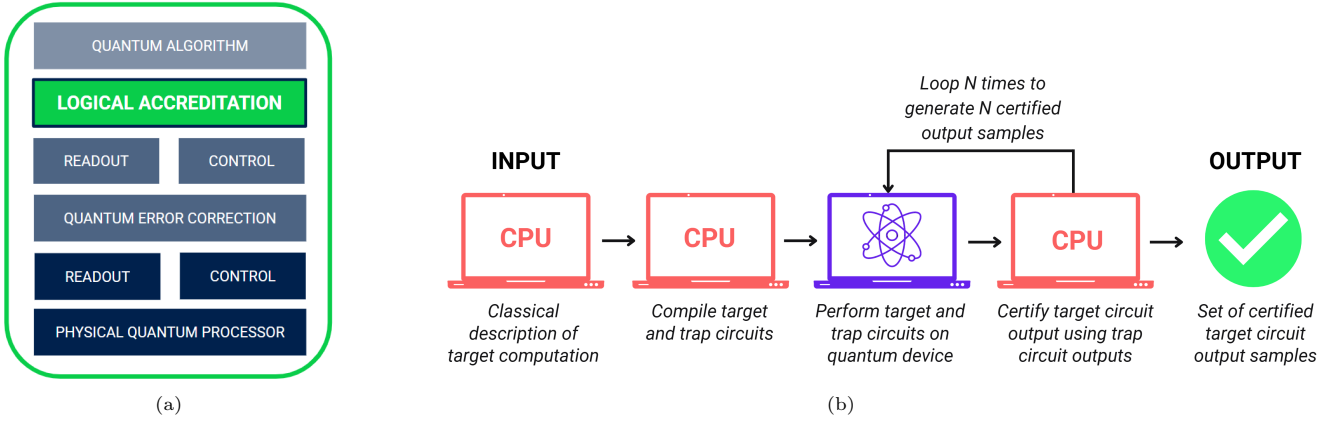 QUANTUM ALGORITHM
LOGICAL ACCREDITATION
READOUT
CONTROL
QUANTUM ERROR CORRECTION
READOUT
CONTROL
PHYSICAL QUANTUM PROCESSOR
(a)
Loop N times to
generate N certified
output samples
INPUT
OUTPUT
CPU
CPU
CPU
Classical
description of
target computation
Compile target
and trap circuits
Perform target and
trap circuits on
quantum device
Certify target circuit
output using trap
circuit outputs
Set of certified
target circuit
output samples
(b)